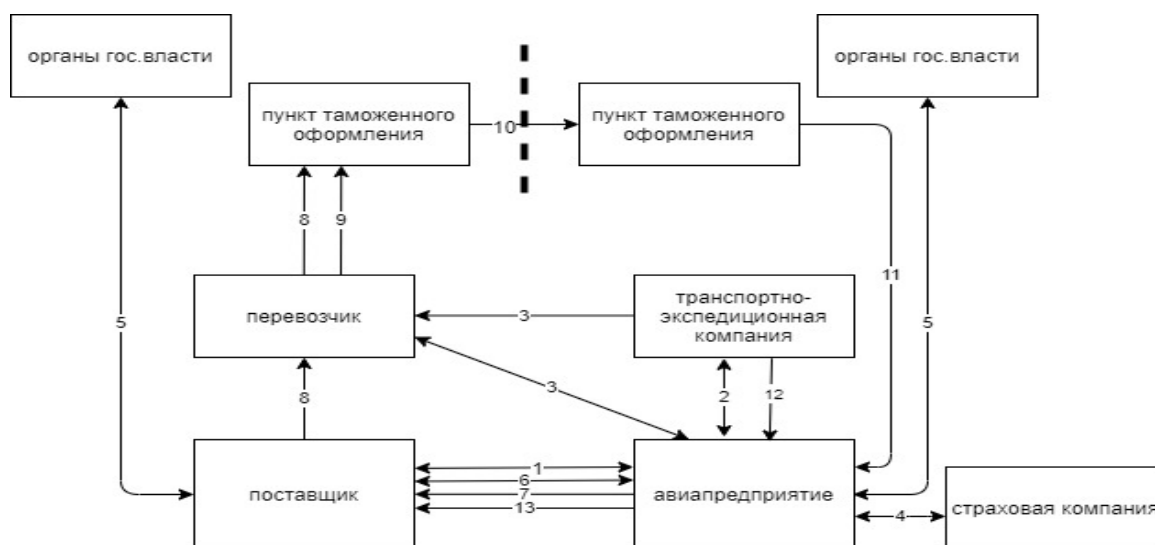 органы гос.власти
органы гос.власти
пункт таможенного
оформления
10
пункт таможенного
оформления
8
9
11
5
перевозчик
3
транспортно-
экспедиционная
компания
5
3
2
12
8
поставщик
1
6
7
13
авиапредприятие
4
страховая компания